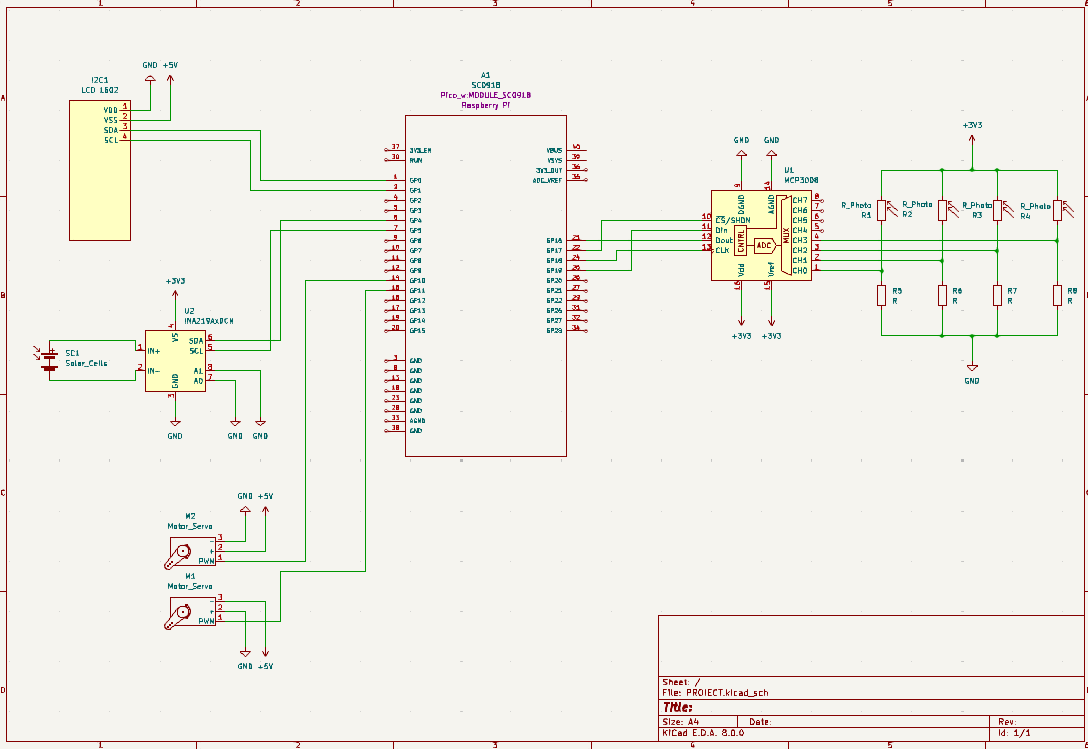 1 2 3 4 5 6
A
B
C
D
I2C1
LCD 1602
GND +5V
VDD 1
VSS 2
SDA 3
SCL 4
A1
SC0918
Pico_w:MODULE_SC0918
Raspberry Pi
37 3V3_EN
30 RUN
1 GP0
2 GP1
4 GP2
5 GP3
6 GP4
7 GP5
9 GP6
10 GP7
11 GP8
12 GP9
14 GP10
15 GP11
16 GP12
17 GP13
19 GP14
20 GP15
3 GND
8 GND
13 GND
18 GND
23 GND
28 GND
33 AGND
38 GND
VBUS 40
VSYS 39
3V3_OUT 36
ADC_VREF 35
GP16 21
GP17 22
GP18 24
GP19 25
GP20 26
GP21 27
GP22 29
GP26 31
GP27 32
GP28 34
GND GND
U1
MCP3008
9 14
DGND AGND
10 CS/SHDN
11 Din
12 Dout
13 CLK
CNTRL
ADC
MUX
CH7 8
CH6 7
CH5 6
CH4 5
CH3 4
CH2 3
CH1 2
CH0 1
Vdd Vref
16 15
+3V3 +3V3
+3V3
R_Photo
R1
R_Photo
R2
R_Photo
R3
R_Photo
R4
R5
R
R6
R
R7
R
R8
R
GND
+3V3
U2
INA219AxDCN
4
VS
SC1
Solar_Cells
1 IN+
2 IN-
SDA 6
SCL 5
A1 8
A0 7
GND
3
GND GND GND
GND +5V
M2
Motor_Servo
- 3
+ 2
PWM 1
M1
Motor_Servo
- 3
+ 2
PWM 1
GND +5V
Sheet: /
File: PROJECT.kicad_sch
Title:
Size: A4 Date: Rev:
KiCad E.D.A. 8.0.0 Id: 1/1